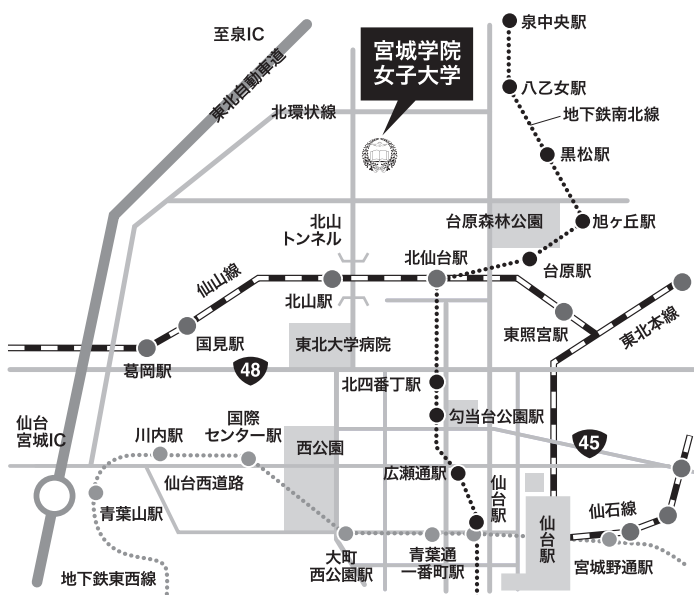 至泉IC
東北自動車道
宮城学院
女子大学
泉中央駅
八乙女駅
地下鉄南北線
北環状線
黒松駅
北山
トンネル
台原森林公園
旭ヶ丘駅
北仙台駅
台原駅
仙山線
北山駅
東照宮駅
東北本線
国見駅
東北大学病院
葛岡駅
48
北四番丁駅
勾当台公園駅
仙台
宮城IC
川内駅
国際
センター駅
西公園
45
広瀬通駅
仙台駅
仙台西道路
青葉山駅
仙台駅
仙石線
大町
西公園駅
青葉通
一番町駅
宮城野通駅
地下鉄東西線